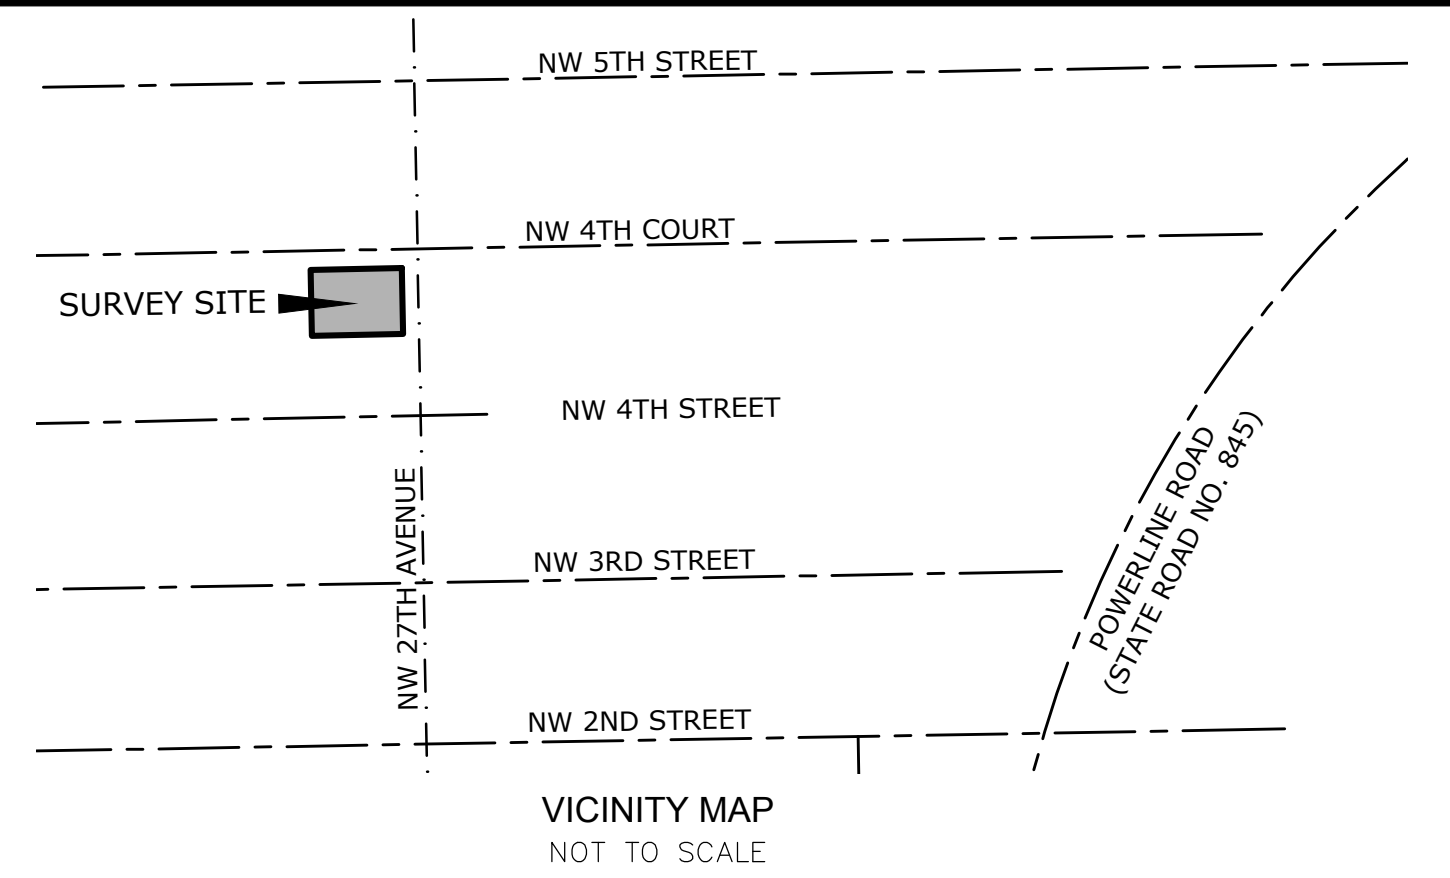 NW 5TH STREET
NW 4TH COURT
SURVEY SITE
NW 4TH STREET
NW 27TH AVENUE
POWERLINE ROAD
(STATE ROAD NO. 845)
NW 3RD STREET
NW 2ND STREET
VICINITY MAP
NOT TO SCALE